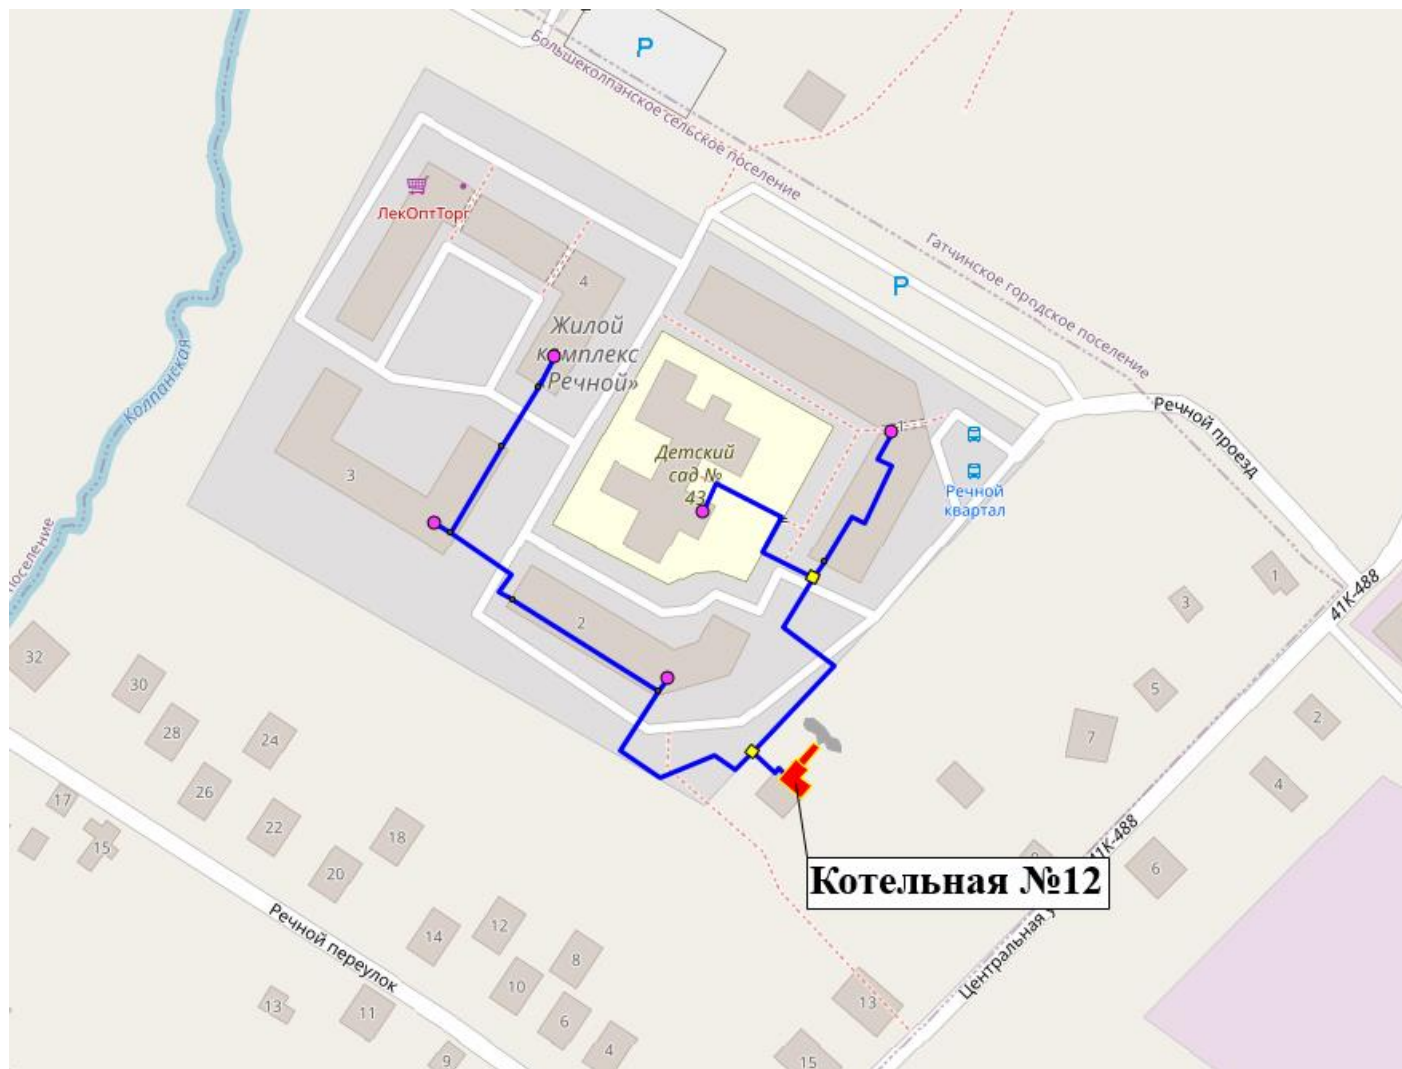 P
Большеколпанское сельское поселение
ЛекОптТорг
Гатчинское городское поселение
P
4
Жилой
комплекс
«Речной»
Колпанская
Речной проезд
1
Детский
сад №
43
3
Речной
квартал
поселение
1
3
41К-488
2
32
30
5
2
28
24
7
26
4
17
22
18
15
20
41К-488
6
Котельная №12
Речной переулок
14
12
8
Центральная
10
13
13
11
6
4
9
15